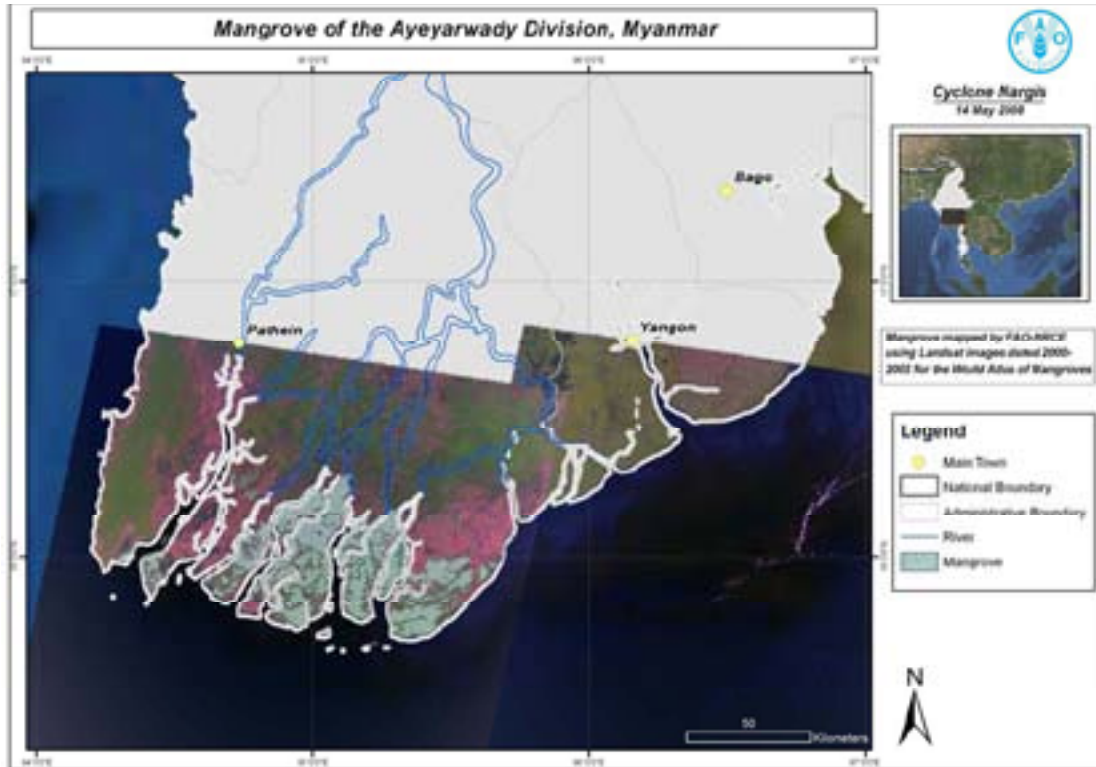 Mangrove of the Ayeyarwady Division, Myanmar
FAO
Cyclone Nargis
14 May 2008
Bago
Pathein
Yangon
Mangrove mapped by
using Landsat images dated 2000-
for the World Atlas of Mangroves
Legend
Main Town
National Boundary
Administrative Boundary
River
Mangrove
N
50
Kilometers